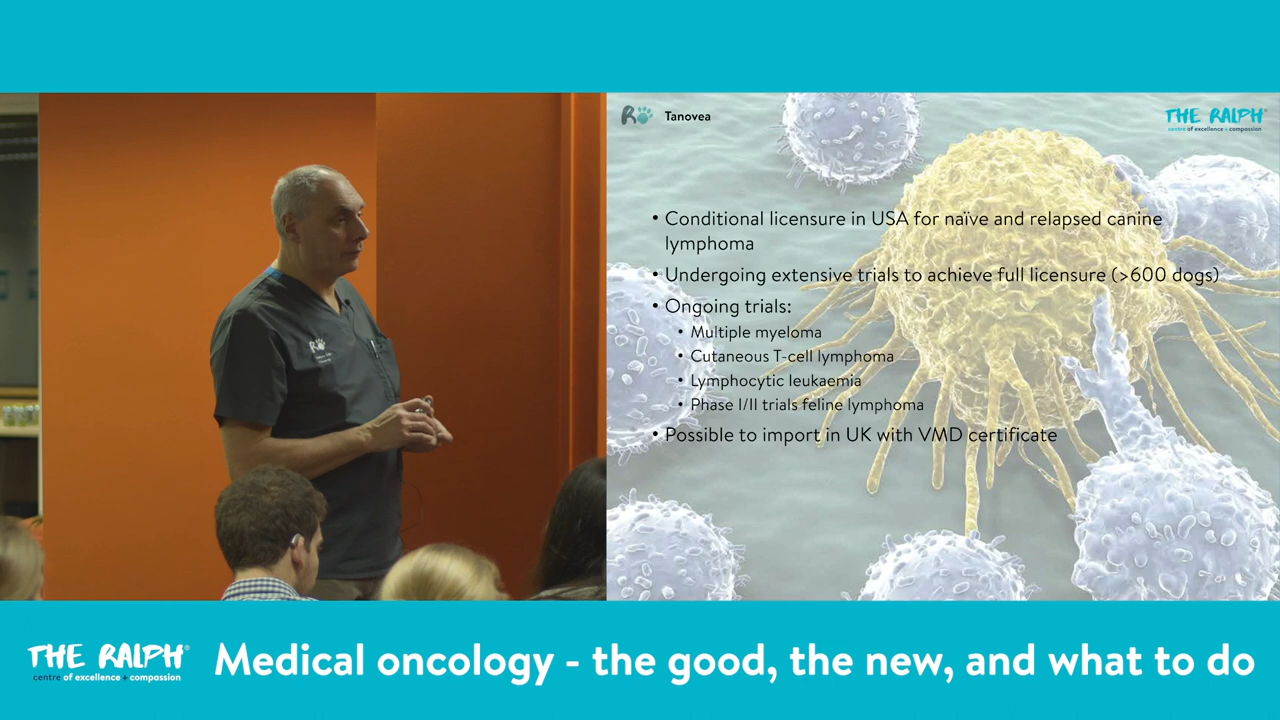 Tanovea
THE RALPH®
centre of excellence + compassion
• Conditional licensure in USA for naïve and relapsed canine
lymphoma
• Undergoing extensive trials to achieve full licensure (>600 dogs)
• Ongoing trials:
• Multiple myeloma
• Cutaneous T-cell lymphoma
• Lymphocytic leukaemia
• Phase I/II trials feline lymphoma
• Possible to import in UK with VMD certificate
THE RALPH®
centre of excellence + compassion
Medical oncology - the good, the new, and what to do